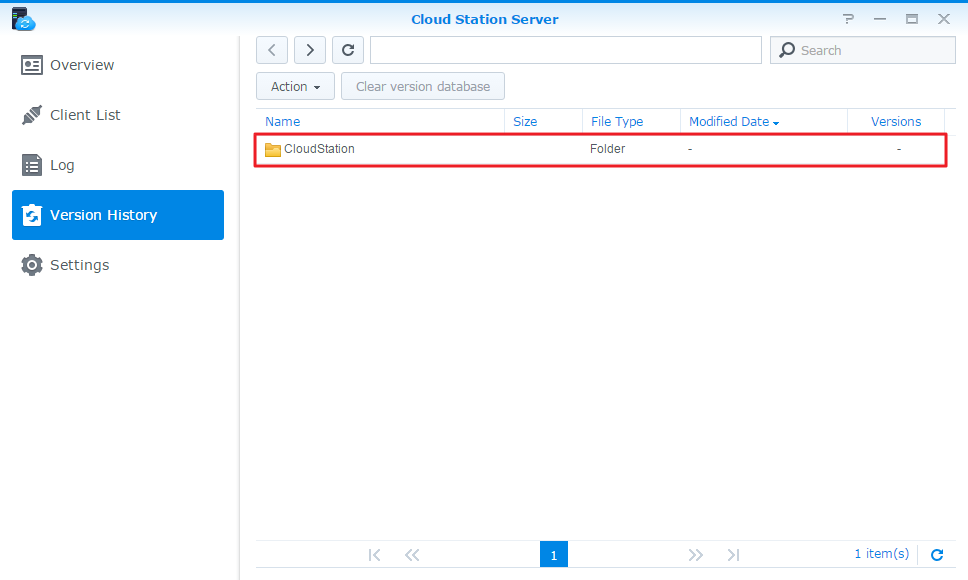 Cloud Station Server
?
Overview
Client List
Log
Version History
Settings
Search
Action
Clear version database
Name Size File Type Modified Date Versions
CloudStation Folder - -
1
1 item(s)